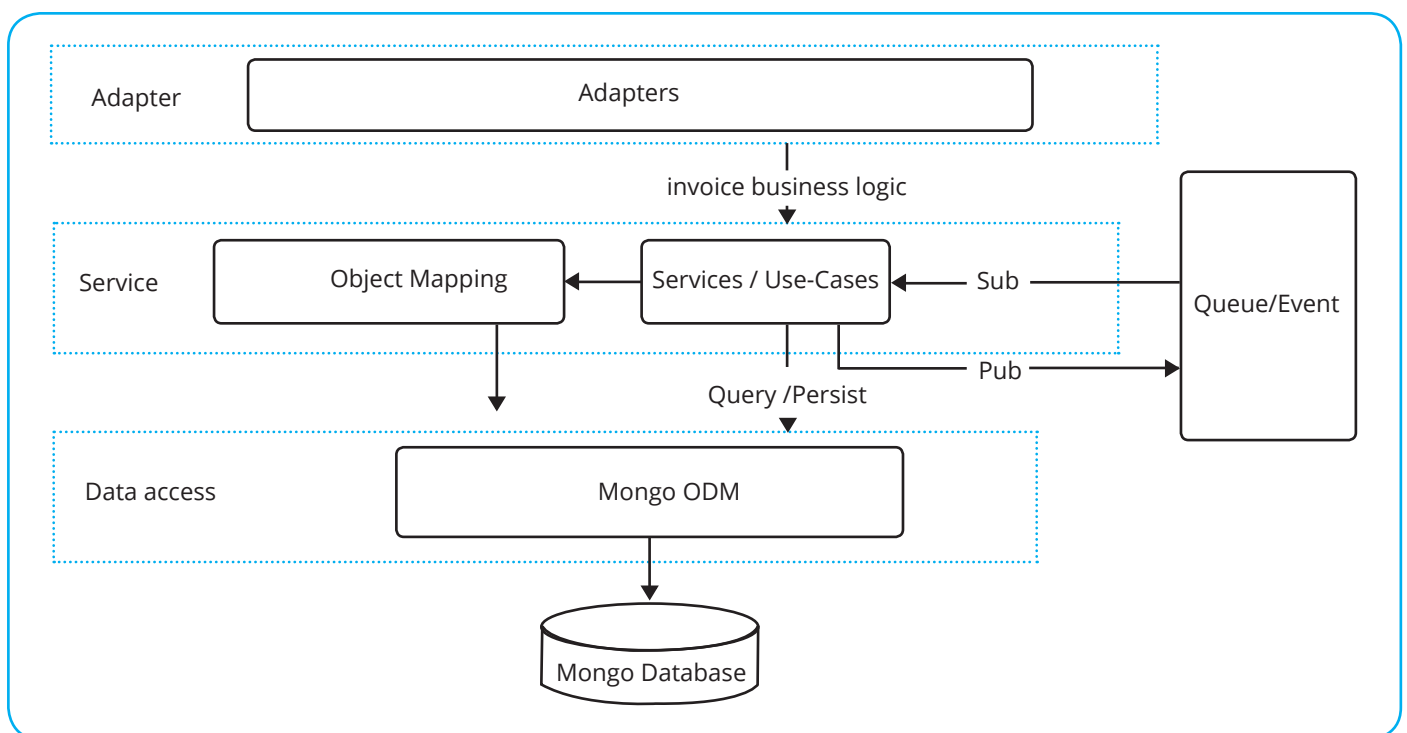 Adapter
Adapters
invoice business logic
Service
Object Mapping
Services / Use-Cases
Sub
Queue/Event
Pub
Query /Persist
Data access
Mongo ODM
Mongo Database